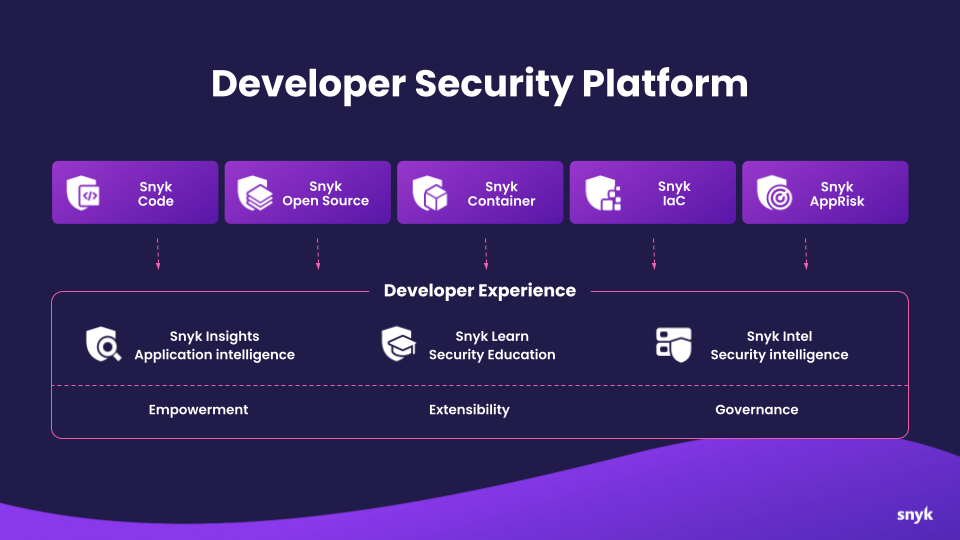 Developer Security Platform
Snyk
Code
Snyk
Open Source
Snyk
Container
Snyk
IaC
Snyk
AppRisk
Developer Experience
Snyk Insights
Application intelligence
Snyk Learn
Security Education
Snyk Intel
Security intelligence
Empowerment
Extensibility
Governance
snyk